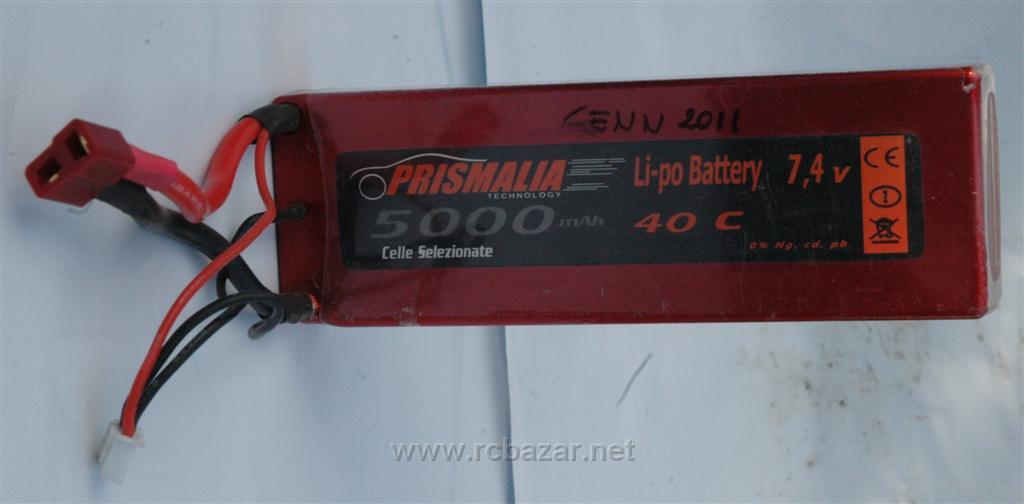 GENN 2011
PRISMALIA
TECHNOLOGY
Li-po Battery 7,4 v
CE
5000 mAh 40 C
Celle Selezionate
0% Hg. cd. pb
www.rcbazar.net